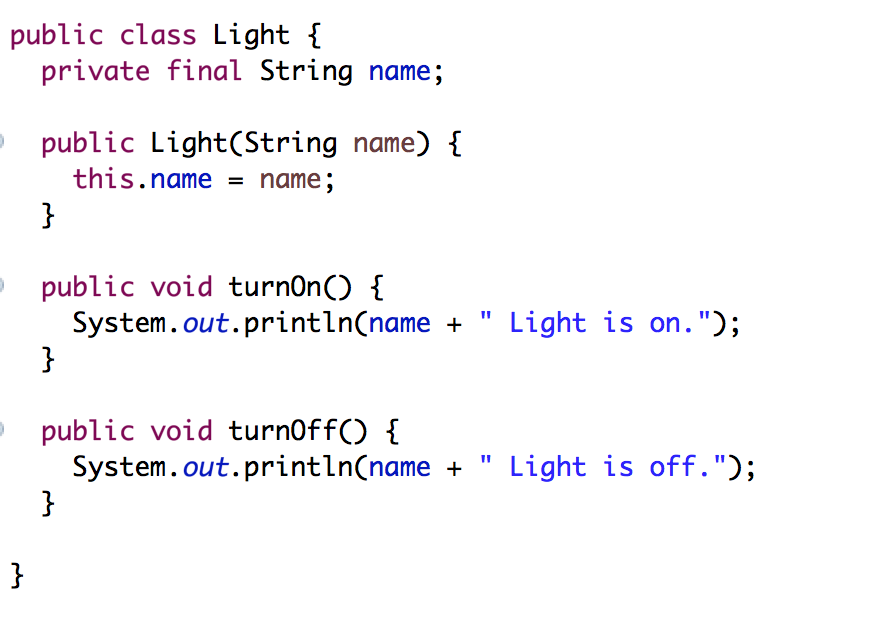 public class Light {
  private final String name;

  public Light(String name) {
    this.name = name;
  }

  public void turnOn() {
    System.out.println(name + " Light is on.");
  }

  public void turnOff() {
    System.out.println(name + " Light is off.");
  }

}